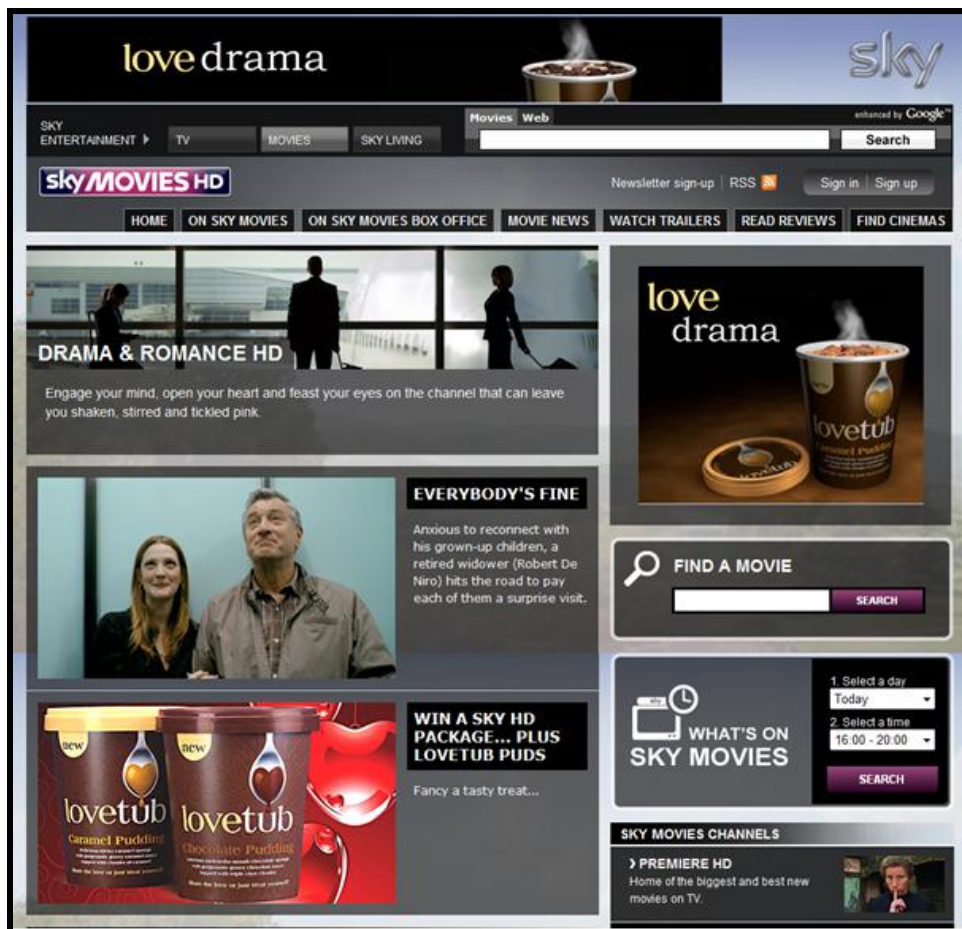 love drama
sky
SKY
ENTERTAINMENT
TV
MOVIES
SKY LIVING
Movies Web
enhanced by Google™
Search
sky MOVIES HD
Newsletter sign-up
RSS
Sign in
Sign up
HOME
ON SKY MOVIES
ON SKY MOVIES BOX OFFICE
MOVIE NEWS
WATCH TRAILERS
READ REVIEWS
FIND CINEMAS
DRAMA & ROMANCE HD
Engage your mind, open your heart and feast your eyes on the channel that can leave
you shaken, stirred and tickled pink.
love
drama
new
lovetub
Caramel Pudding
lovetub
EVERYBODY'S FINE
Anxious to reconnect with
his grown-up children, a
retired widower (Robert De
Niro) hits the road to pay
each of them a surprise visit.
FIND A MOVIE
SEARCH
WHAT'S ON
SKY MOVIES
1. Select a day
Today
2. Select a time
16:00 - 20:00
SEARCH
new
lovetub
Caramel Pudding
new
lovetub
Chocolate Pudding
WIN A SKY HD
PACKAGE... PLUS
LOVETUB PUDS
Fancy a tasty treat...
SKY MOVIES CHANNELS
PREMIERE HD
Home of the biggest and best new
movies on TV.